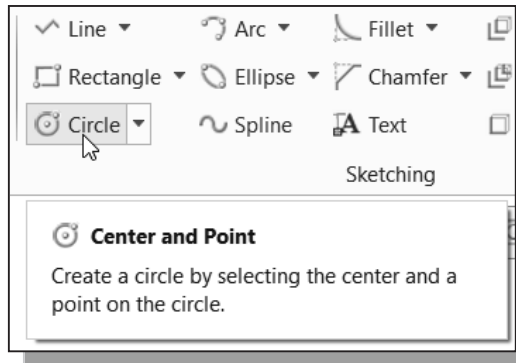 Line Arc Fillet
Rectangle Ellipse Chamfer
Circle Spline Text
Sketching
Center and Point
Create a circle by selecting the center and a
point on the circle.